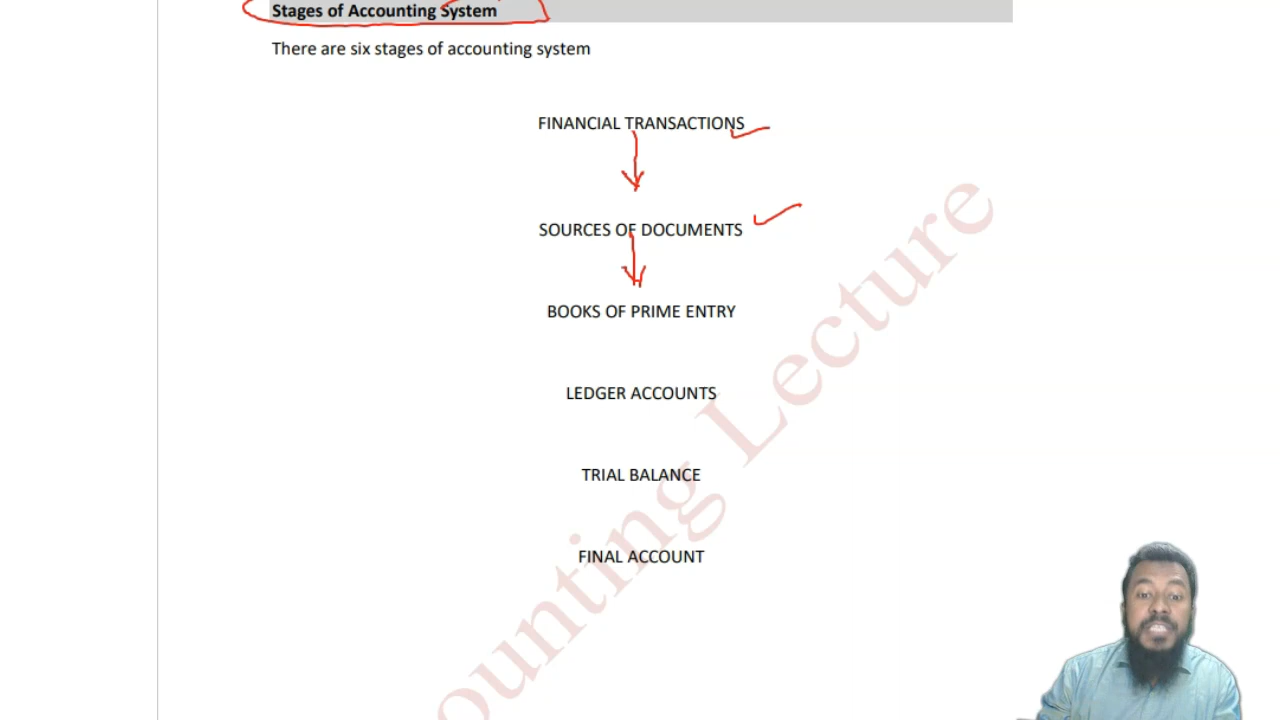 Stages of Accounting System
There are six stages of accounting system
FINANCIAL TRANSACTIONS
SOURCES OF DOCUMENTS
BOOKS OF PRIME ENTRY
LEDGER ACCOUNTS
TRIAL BALANCE
FINAL ACCOUNT
ounting Lecture